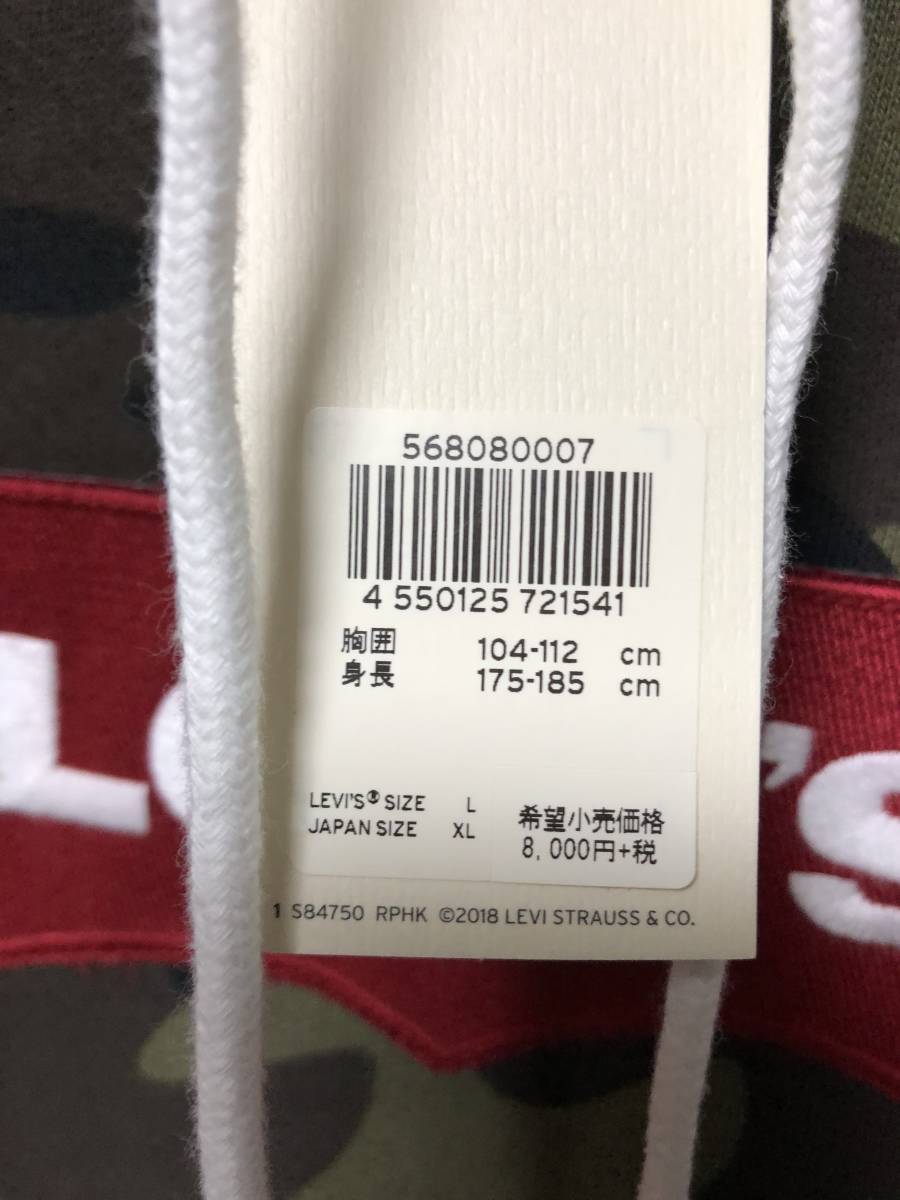 568080007
4 550125 721541
胸囲 104-112 cm
身長 175-185 cm
LEVI'S® SIZE L
JAPAN SIZE XL
希望小売価格
8,000円+税
1 S84750 RPHK ©2018 LEVI STRAUSS & CO.
Le 's